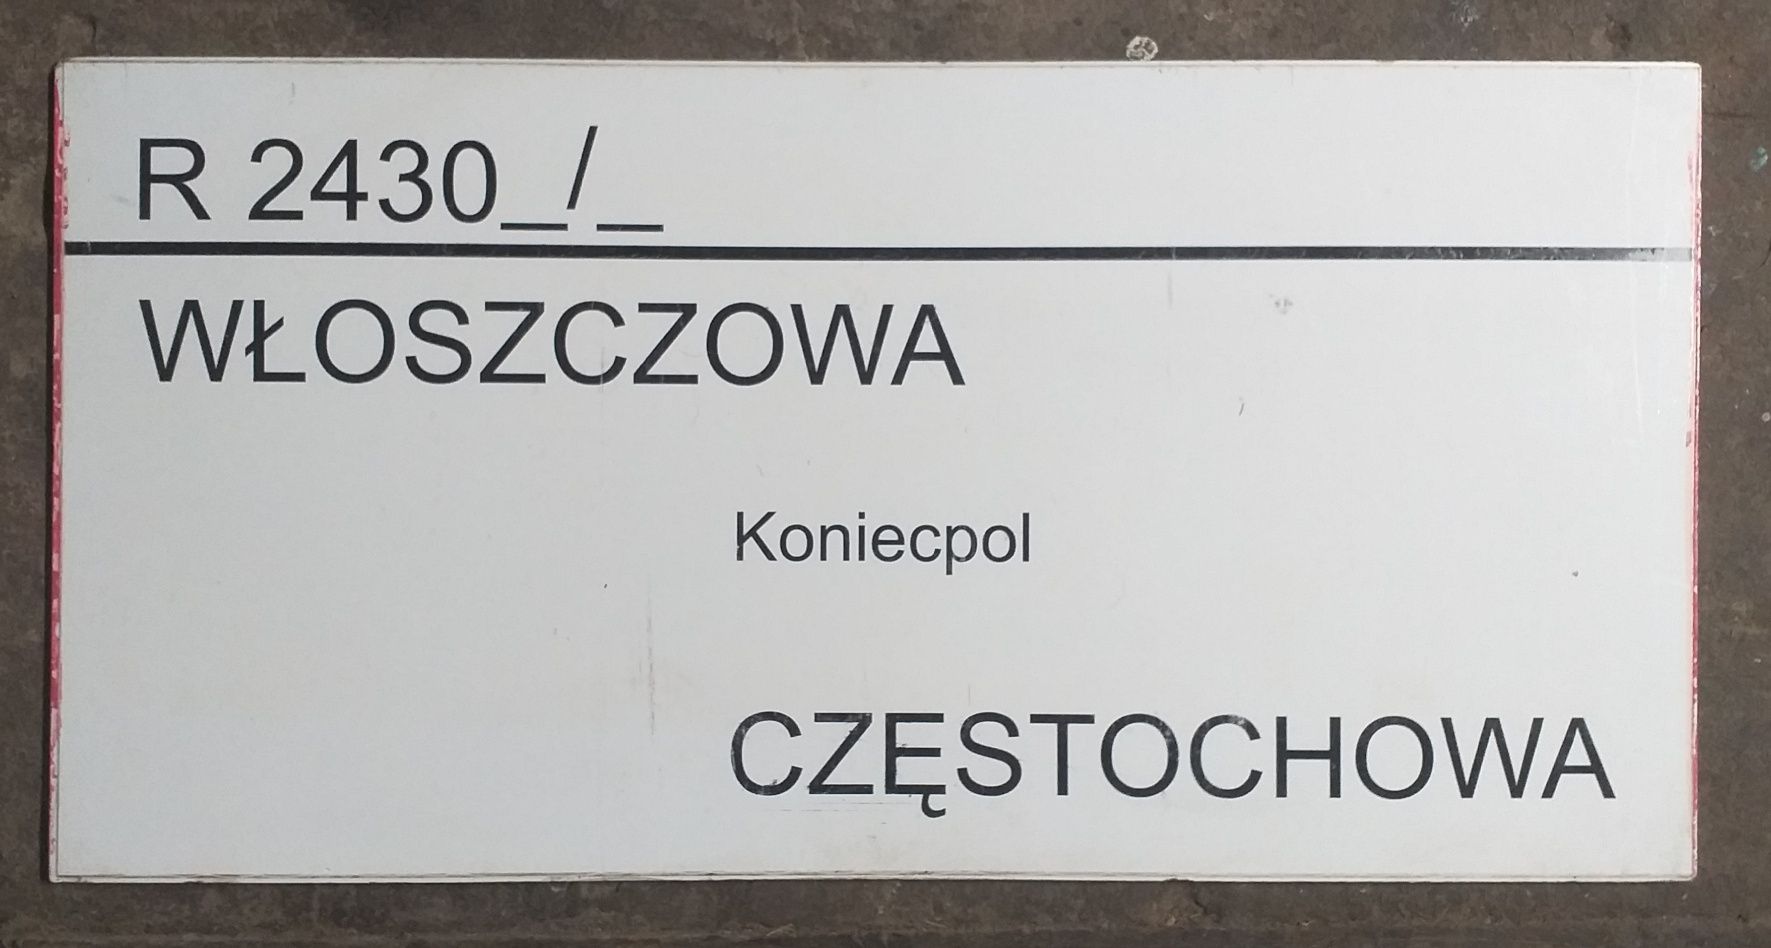 R 2430_/_
WŁOSZCZOWA
Koniecpol
CZĘSTOCHOWA